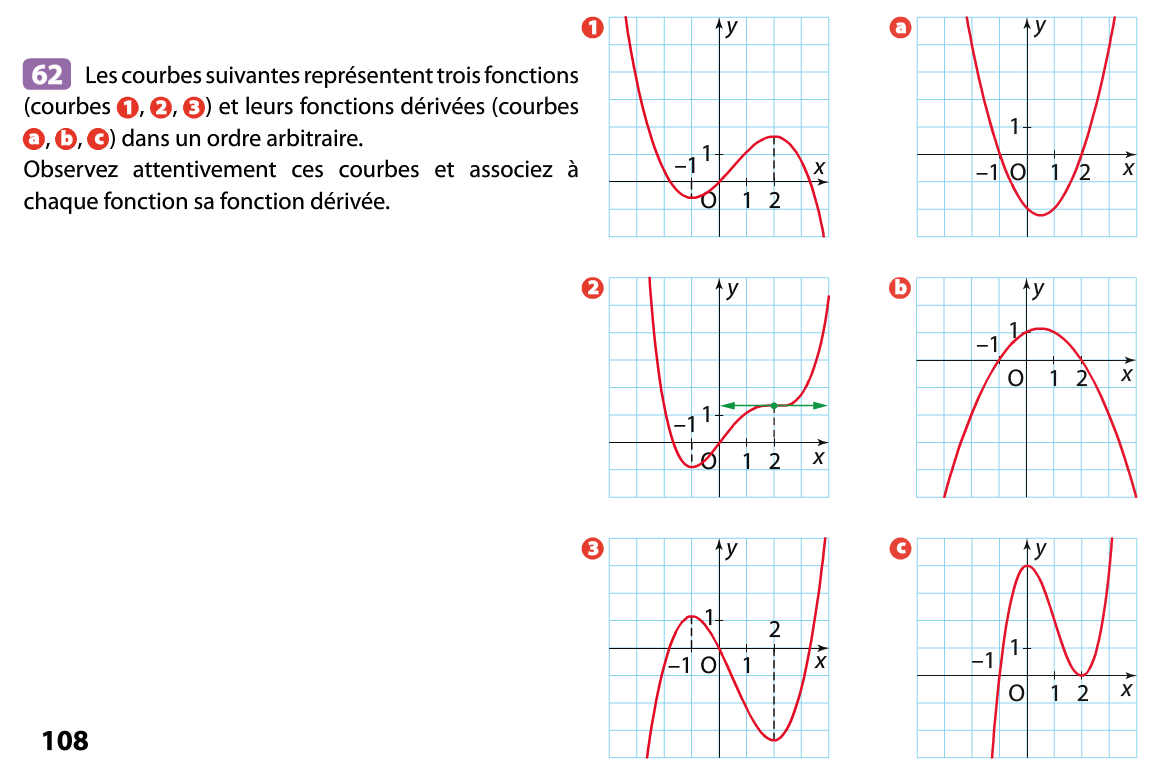 62 Les courbes suivantes représentent trois fonctions
(courbes 1, 2, 3) et leurs fonctions dérivées (courbes
a, b, c) dans un ordre arbitraire.
Observez attentivement ces courbes et associez à
chaque fonction sa fonction dérivée.
1
y
1
–1
x
O
1
2
a
y
1
–1
O
1
2
x
2
y
1
–1
O
1
2
x
b
y
1
–1
O
1
2
x
3
y
1
2
–1
O
1
x
c
y
1
–1
O
1
2
x
108